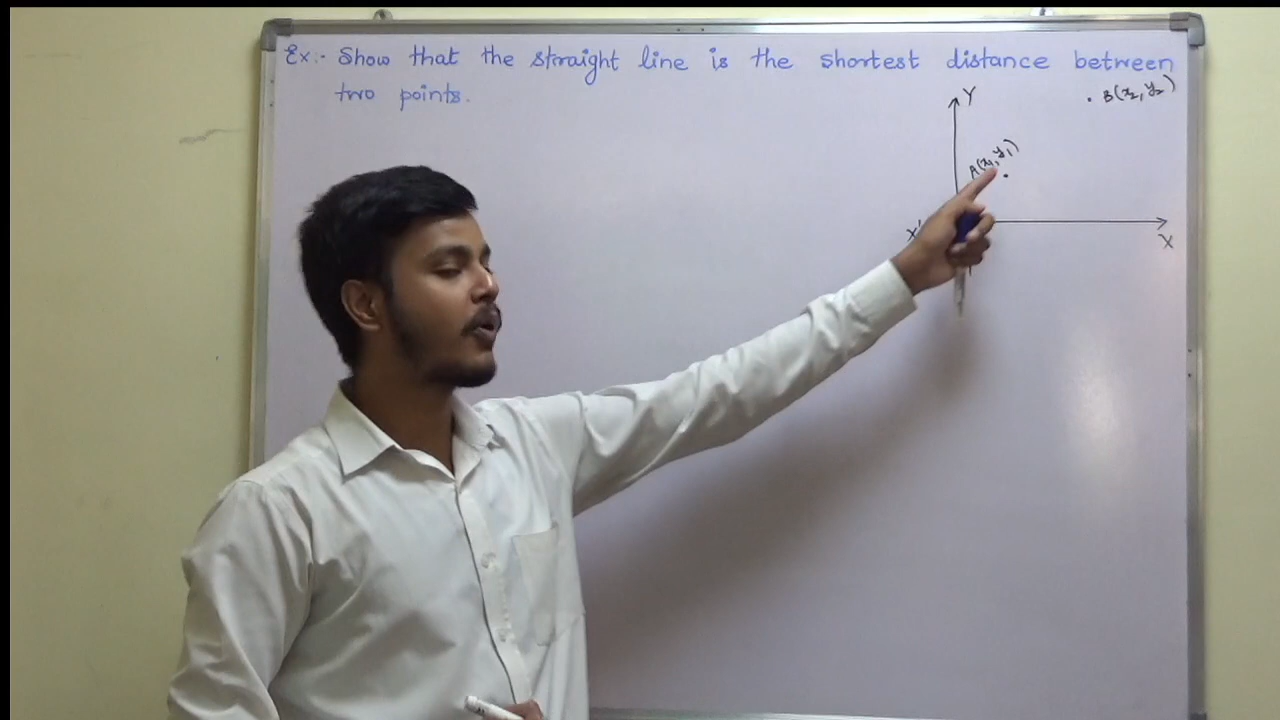 Ex:- Show that the straight line is the shortest distance between
two points.
Y
B(x₂, y₂)
A(x₁, y₁)
X'
X